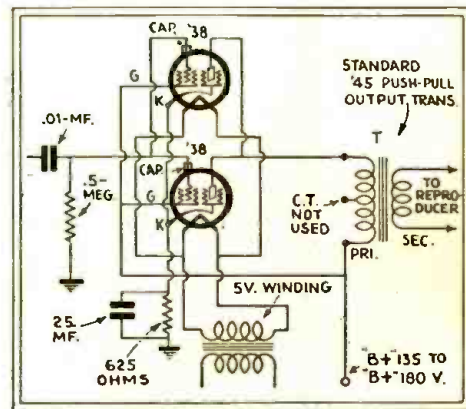 CAP.
'38
G
K
.01-MF.
.5-
MEG.
CAP.
'38
G
K
25
MF.
625
OHMS
5V. WINDING
STANDARD
'45 PUSH-PULL
OUTPUT, TRANS.
T
C.T.
NOT
USED
PRI.
SEC.
TO
REPRO-
DUCER
"B+" 135 TO
"B+" 180 V.